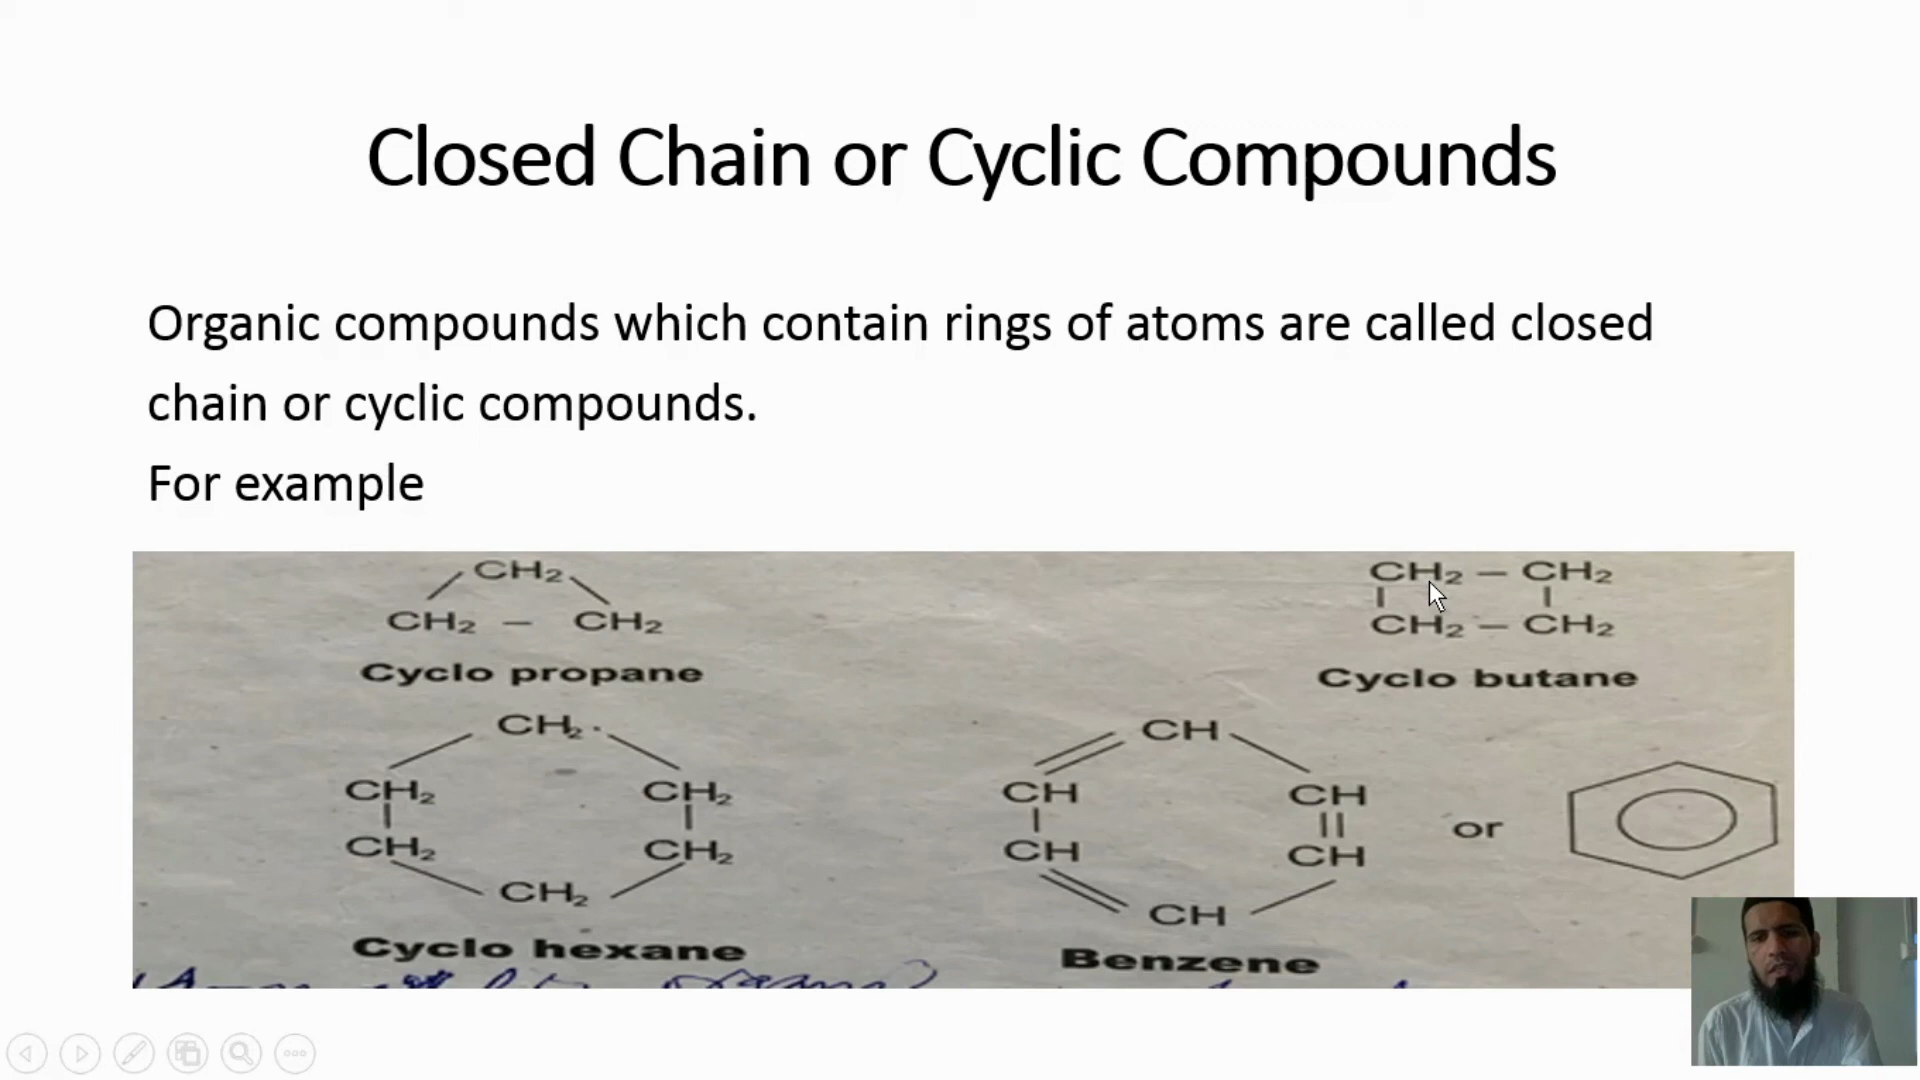 Closed Chain or Cyclic Compounds
Organic compounds which contain rings of atoms are called closed
chain or cyclic compounds.
For example
CH₂
CH₂ – CH₂
Cyclo propane
CH₂ – CH₂
CH₂ – CH₂
Cyclo butane
CH₂
CH₂ CH₂
CH₂ CH₂
CH₂
Cyclo hexane
CH
CH CH
CH CH
CH
or
Benzene